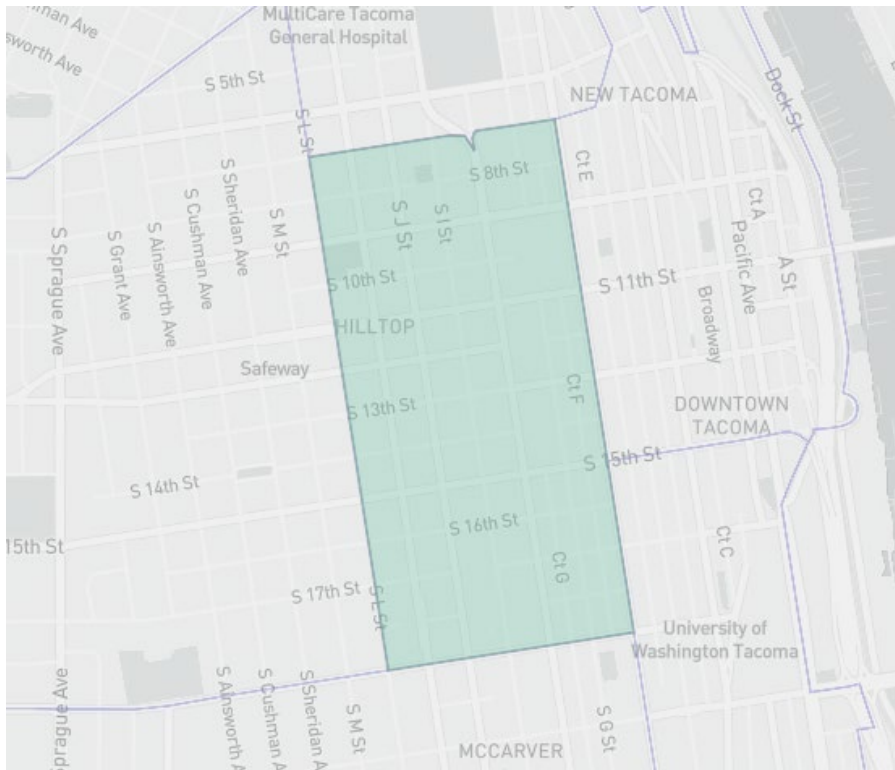 MultiCare Tacoma
General Hospital
Ainsworth Ave
S 5th St
NEW TACOMA
Dock St
S L St
S 8th St
Ct E
S Sheridan Ave
S Cushman Ave
S M St
S J St
S I St
Ct A
S Sprague Ave
S Grant Ave
S Ainsworth Ave
Pacific Ave
A St
S 10th St
S 11th St
Broadway
HILLTOP
Safeway
S 13th St
Ct F
DOWNTOWN
TACOMA
S 14th St
S 15th St
15th St
S 16th St
Ct C
Ct G
S 17th St
S L St
University of
Washington Tacoma
Sprague Ave
S Ainsworth A
S Cushman A
S Sheridan Ave
S M St
S G St
MCCARVER